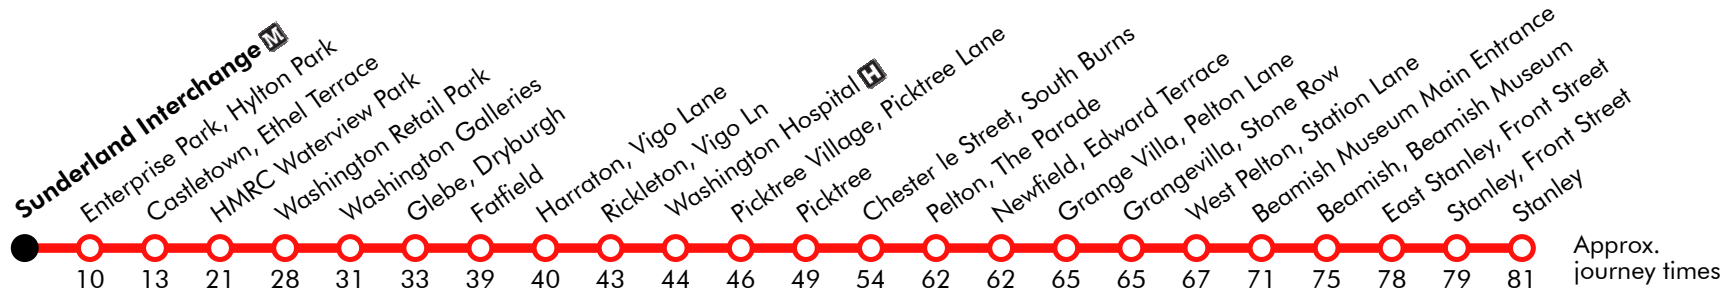 Sunderland Interchange M
Enterprise Park, Hylton Park
Castletown, Ethel Terrace
HMRC Waterview Park
Washington Retail Park
Washington Galleries
Glebe, Dryburgh
Fatfield
Harraton, Vigo Lane
Rickleton, Vigo Ln
Washington Hospital H
Picktree Village, Picktree Lane
Picktree
Chester le Street, South Burns
Pelton, The Parade
Newfield, Edward Terrace
Grange Villa, Pelton Lane
Grangevilla, Stone Row
West Pelton, Station Lane
Beamish Museum Main Entrance
Beamish, Beamish Museum
East Stanley, Front Street
Stanley, Front Street
Stanley
10 13 21 28 31 33 39 40 43 44 46 49 54 62 62 65 65 67 71 75 78 79 81
Approx.
journey times